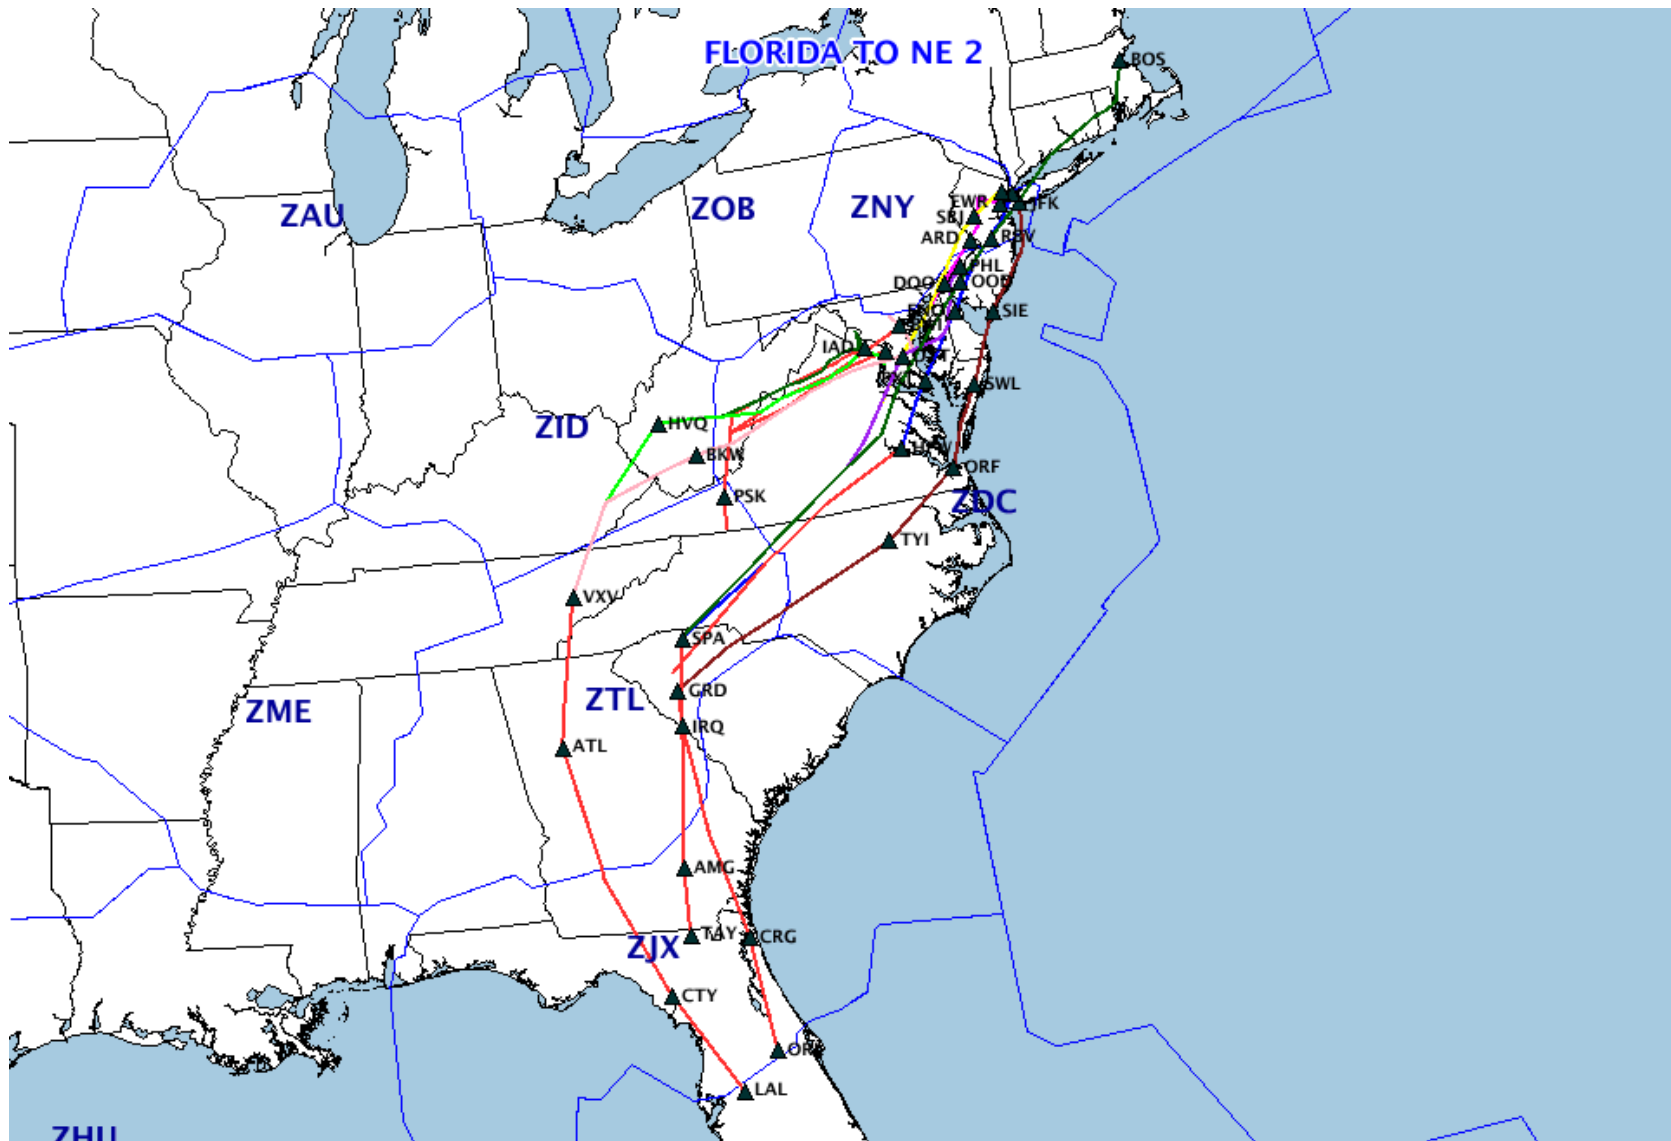 FLORIDA TO NE 2
BOS
ZAU
ZOB
ZNY
EWR
JFK
SBJ
ARD
RBV
PHL
DQO
OOD
SIE
IAD
SWL
HVQ
ZID
BKW
ORF
PSK
ZDC
TYI
VXV
SPA
GRD
ZTL
ZME
IRQ
ATL
AMG
TAY
CRG
ZJX
CTY
LAL
ZHU